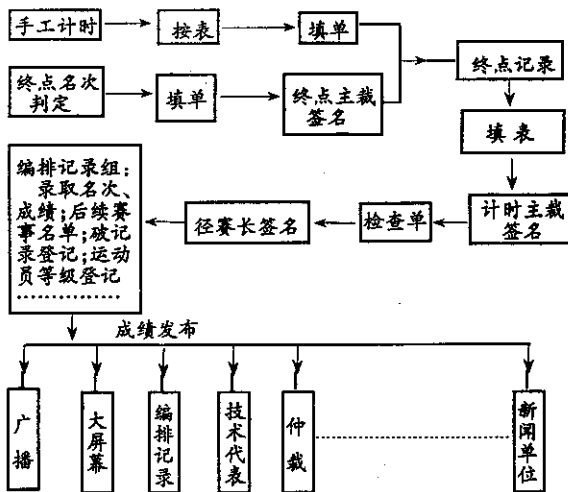 手工计时
按表
填单
终点名次
判定
填单
终点主裁
签名
终点记录
填表
计时主裁
签名
检查单
径赛长签名
编排记录组:
录取名次、
成绩;后续赛
事名单;破记
录登记;运动
员等级登记
………………
成绩发布
广播
大屏幕
编排记录
技术代表
仲裁
新闻单位